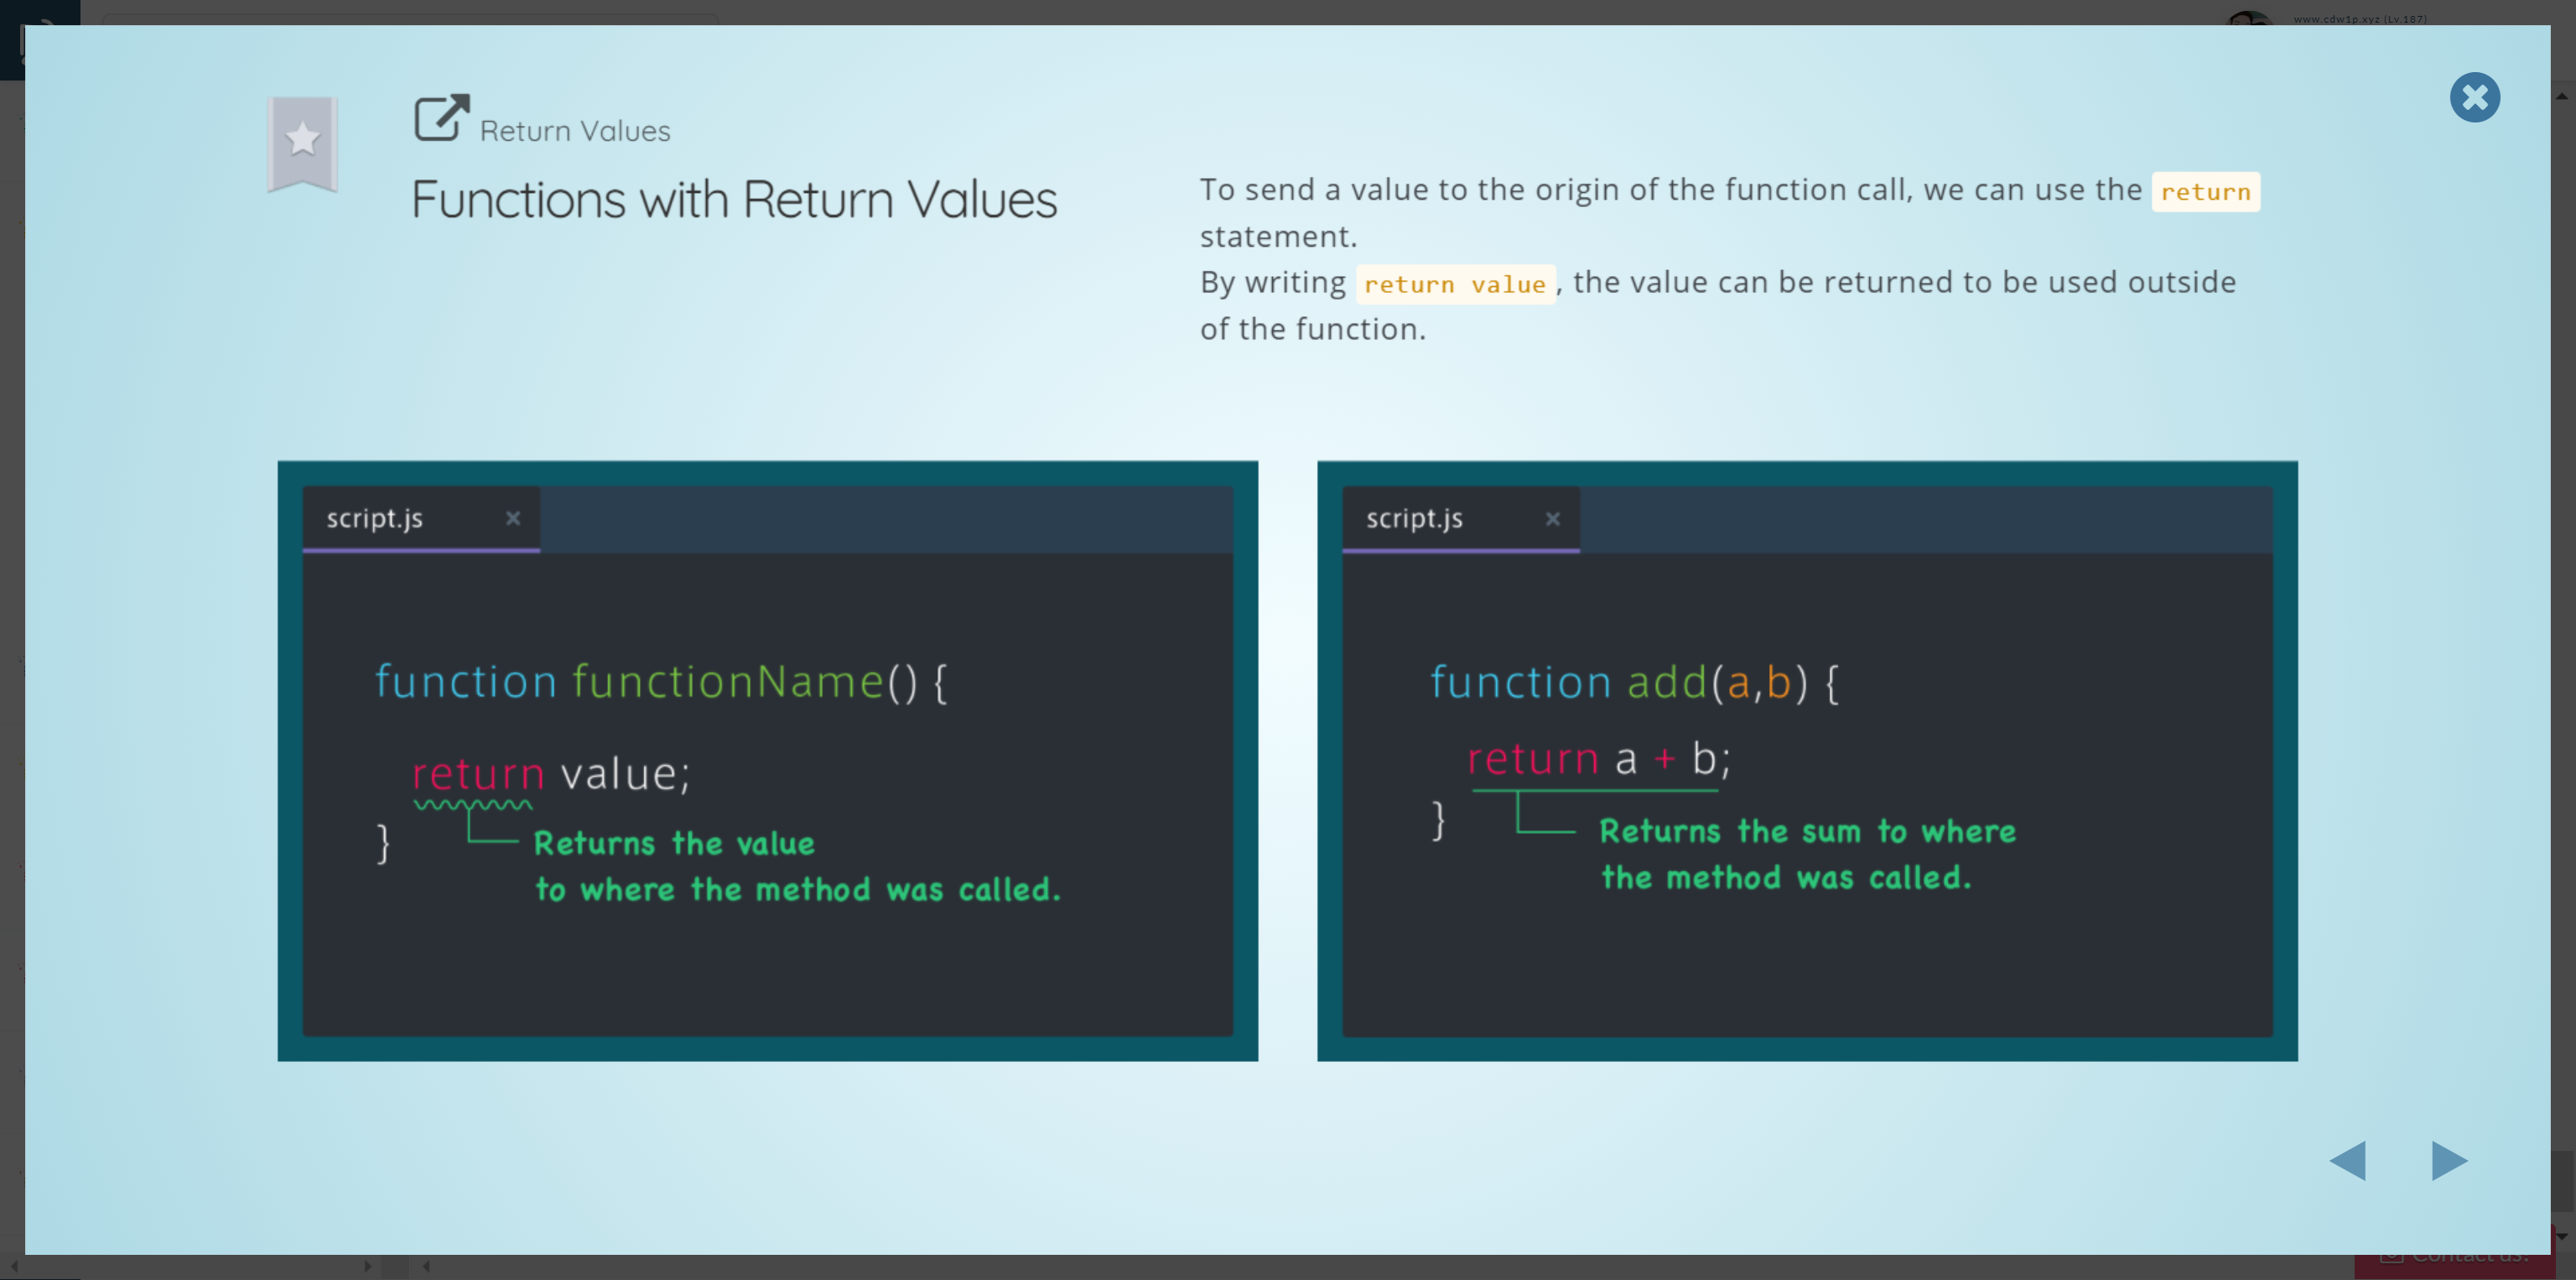 www.cdw1p.xyz (Lv.187)
Return Values
Functions with Return Values
To send a value to the origin of the function call, we can use the return
statement.
By writing return value, the value can be returned to be used outside
of the function.
script.js ×
function functionName() {
return value;
}
Returns the value
to where the method was called.
script.js ×
function add(a,b) {
return a + b;
}
Returns the sum to where
the method was called.
Contact us!